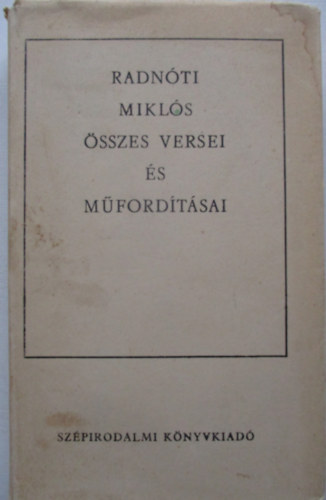 RADNÓTI
MIKLÓS
ÖSSZES VERSEI
ÉS
MŰFORDÍTÁSAI
SZÉPIRODALMI KÖNYVKIADÓ